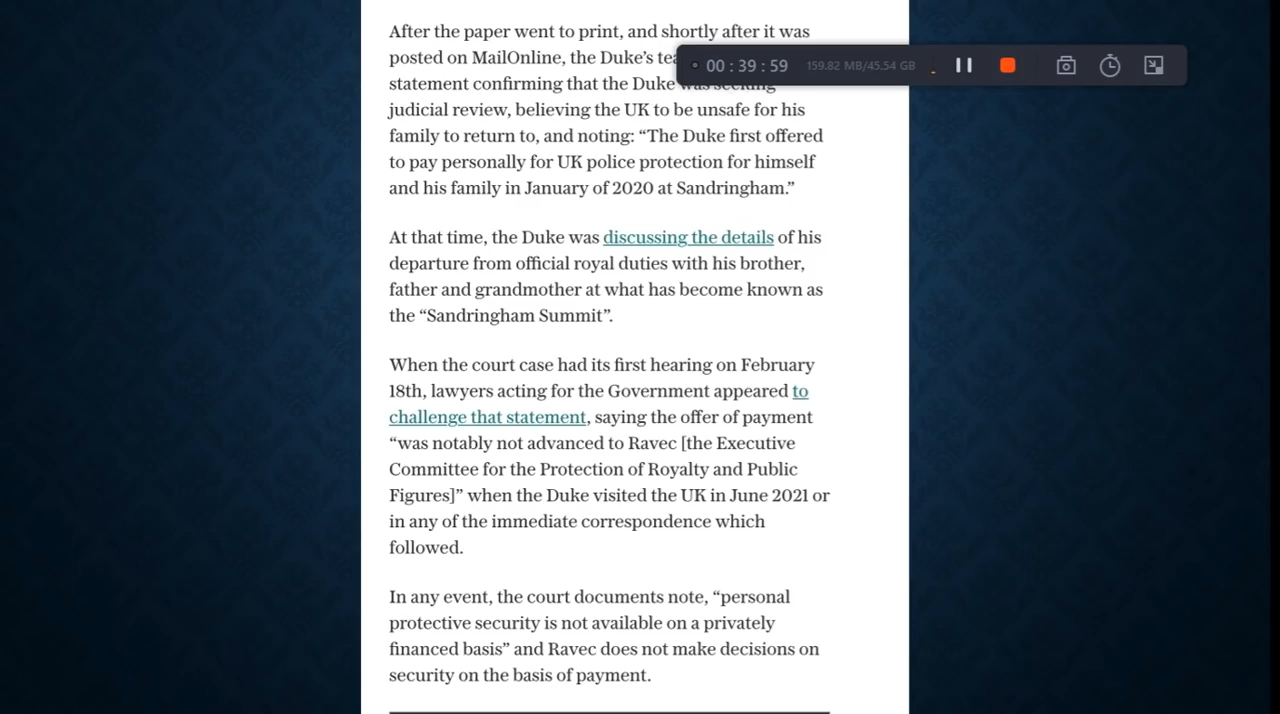 After the paper went to print, and shortly after it was
posted on MailOnline, the Duke’s
00 : 39 : 59
159.82 MB/45.54 GB
statement confirming that the Duke was seeking
judicial review, believing the UK to be unsafe for his
family to return to, and noting: “The Duke first offered
to pay personally for UK police protection for himself
and his family in January of 2020 at Sandringham.”
At that time, the Duke was discussing the details of his
departure from official royal duties with his brother,
father and grandmother at what has become known as
the “Sandringham Summit”.
When the court case had its first hearing on February
18th, lawyers acting for the Government appeared to
challenge that statement, saying the offer of payment
“was notably not advanced to Ravec [the Executive
Committee for the Protection of Royalty and Public
Figures]” when the Duke visited the UK in June 2021 or
in any of the immediate correspondence which
followed.
In any event, the court documents note, “personal
protective security is not available on a privately
financed basis” and Ravec does not make decisions on
security on the basis of payment.